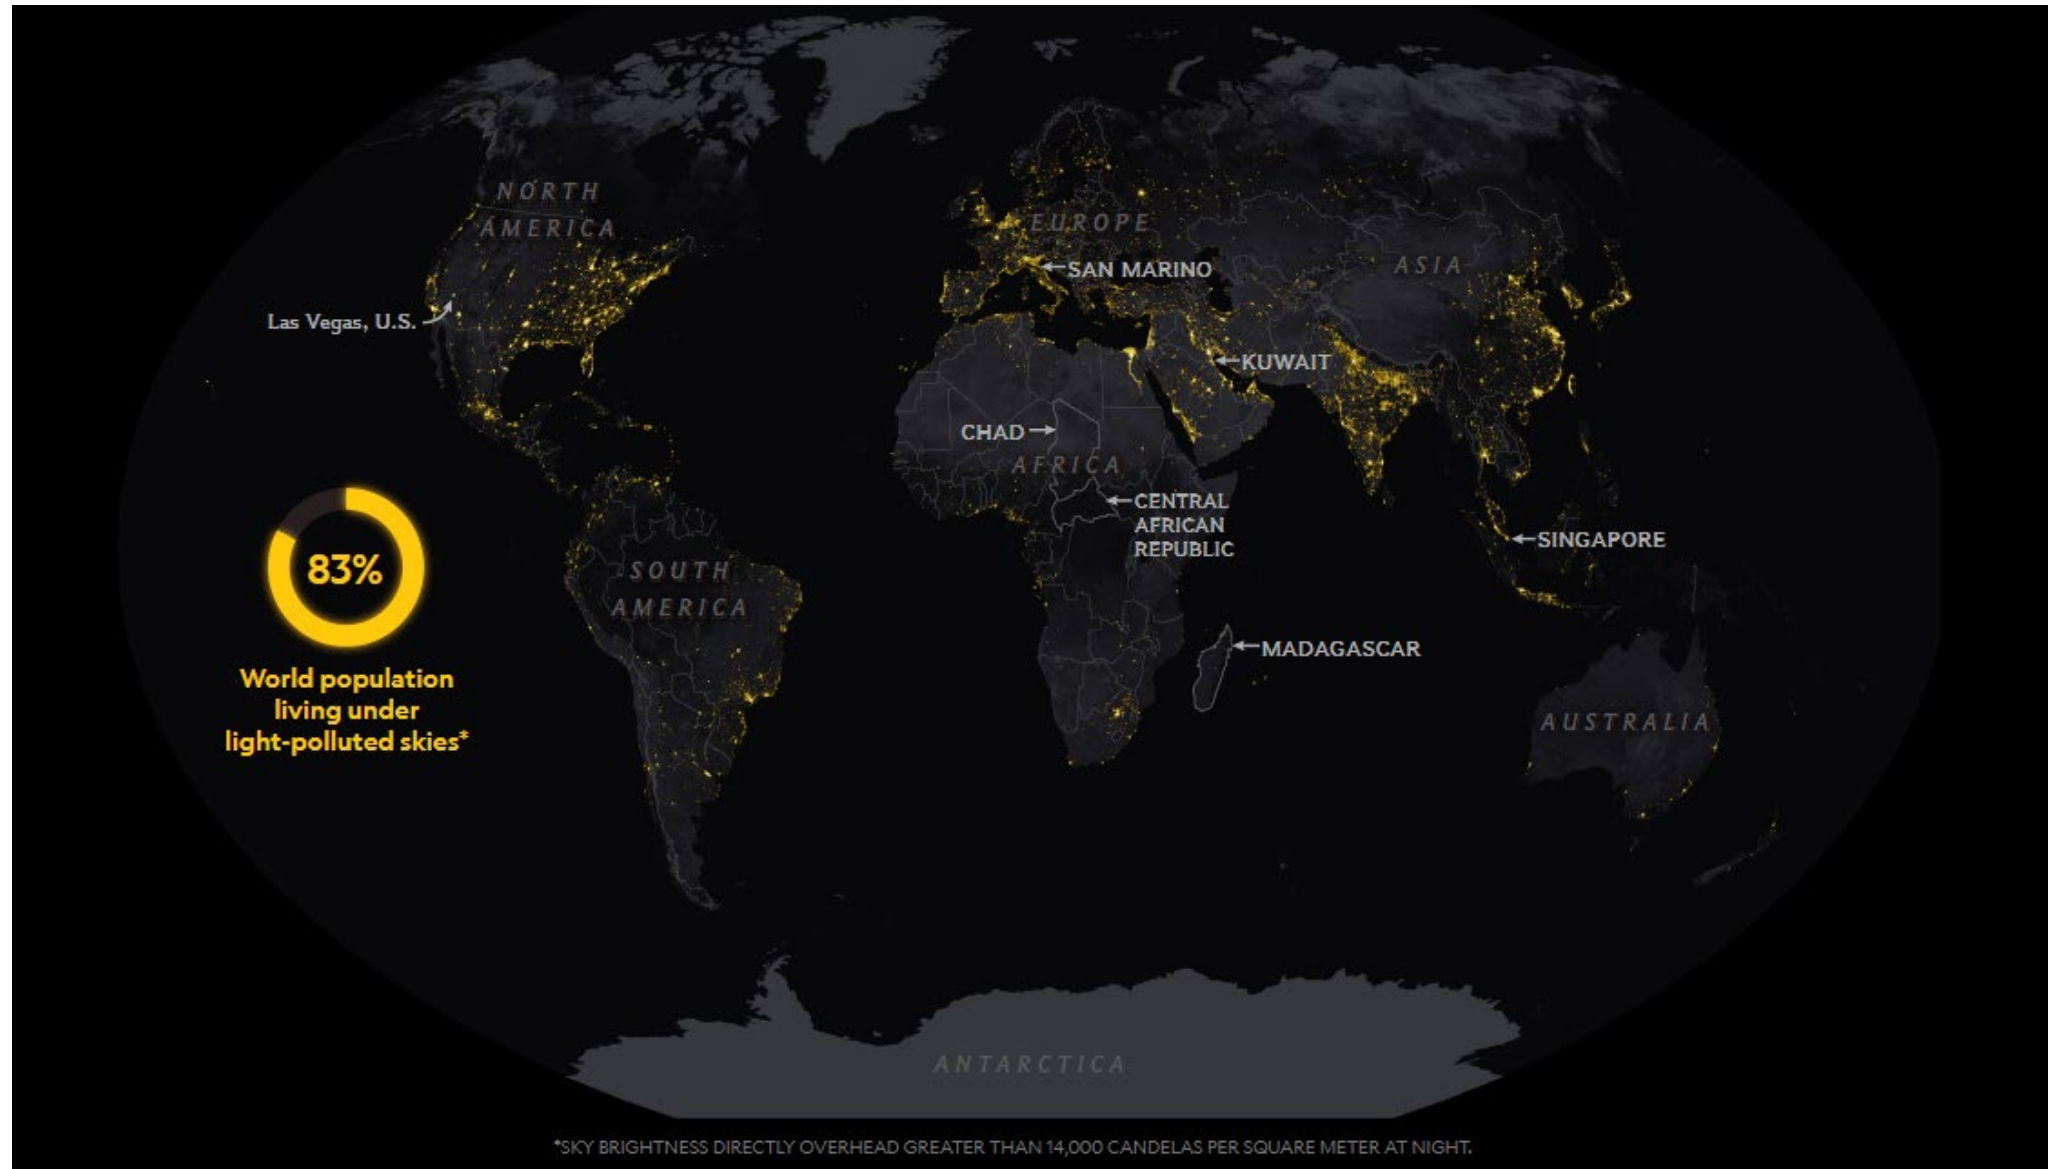 NORTH
AMERICA
EUROPE
ASIA
SAN MARINO
Las Vegas, U.S.
KUWAIT
CHAD
AFRICA
CENTRAL
AFRICAN
REPUBLIC
SINGAPORE
83%
SOUTH
AMERICA
MADAGASCAR
World population
living under
light-polluted skies*
AUSTRALIA
ANTARCTICA
*SKY BRIGHTNESS DIRECTLY OVERHEAD GREATER THAN 14,000 CANDELAS PER SQUARE METER AT NIGHT.